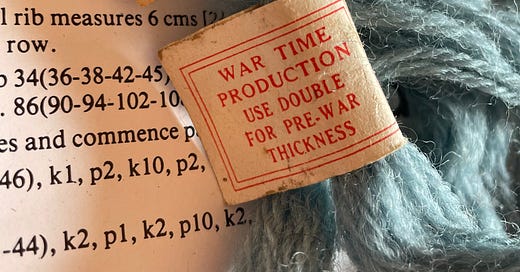 l rib measures 6 cms [2
row.
34(36-38-42-45)
. 86(90-94-102-10
es and commence p
46), k1, p2, k10, p2,
-44), k2, p1, k2, p10, k2,
WAR TIME
PRODUCTION
USE DOUBLE
FOR PRE-WAR
THICKNESS